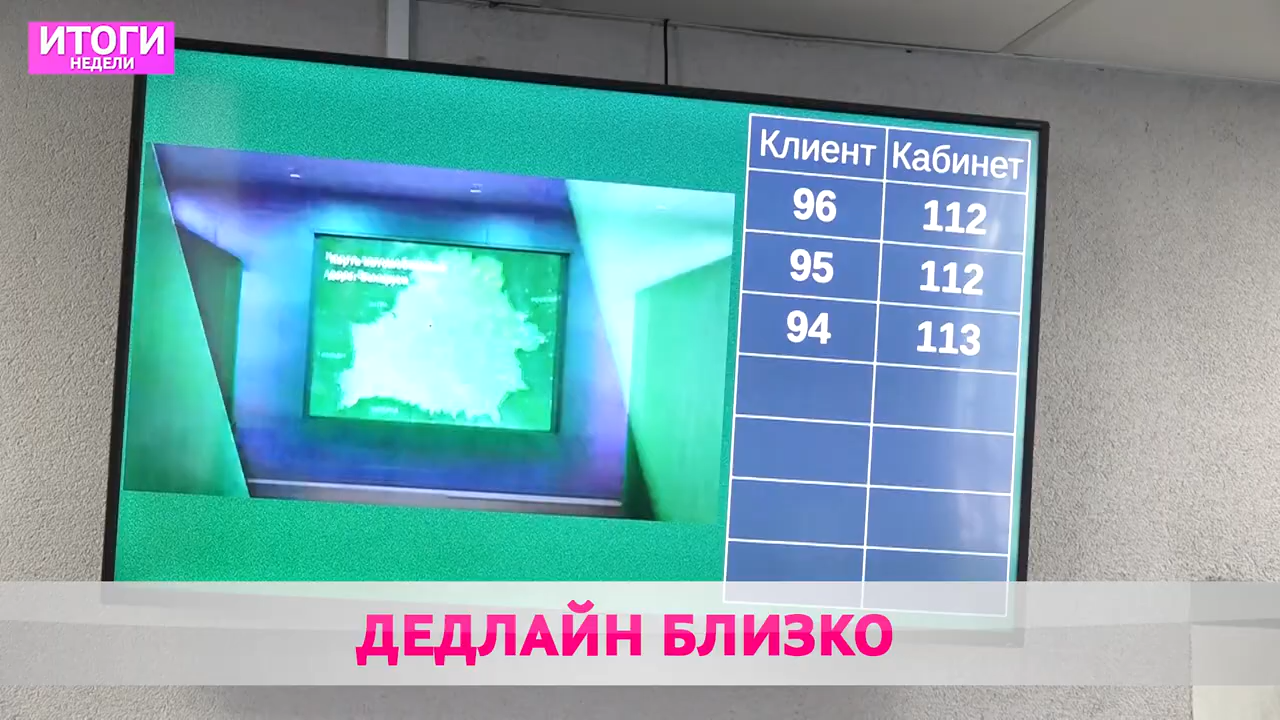 ИТОГИ
НЕДЕЛИ
Клиент Кабинет
96 112
95 112
94 113
ДЕДЛАЙН БЛИЗКО